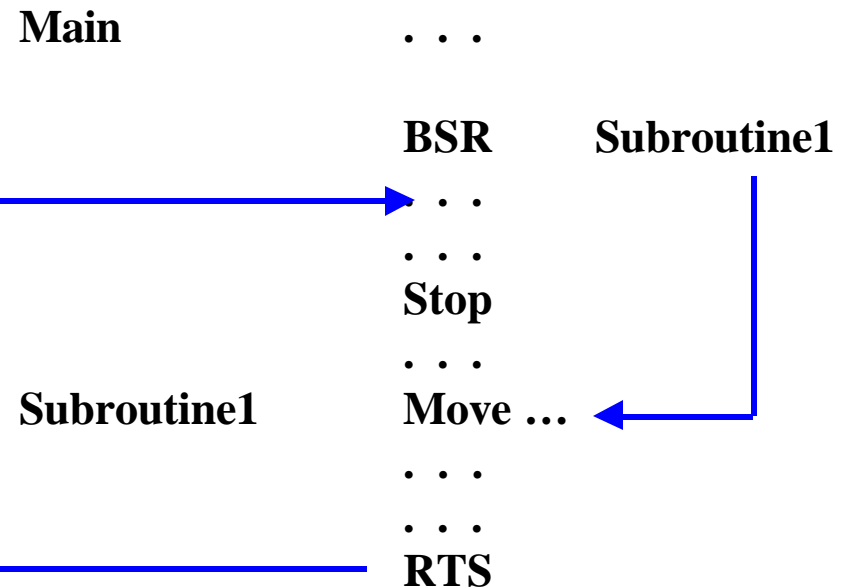 Main . . .
BSR Subroutine1
. . .
. . .
Stop
. . .
Subroutine1 Move …
. . .
. . .
RTS